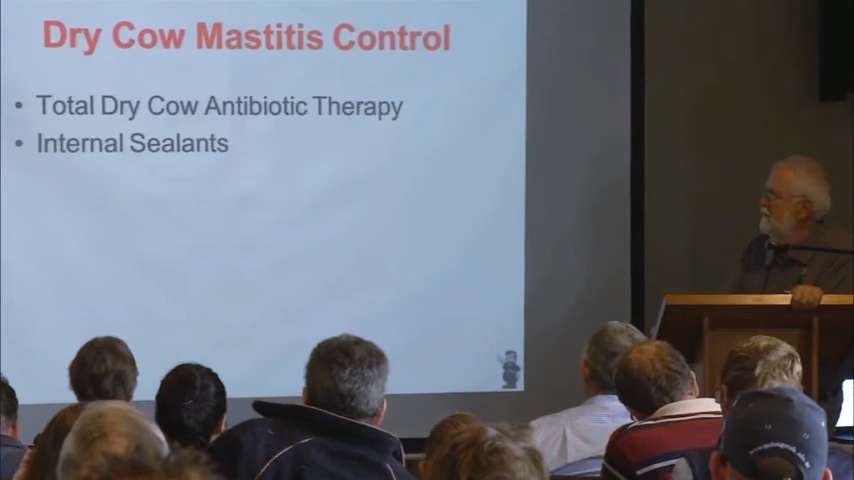 Dry Cow Mastitis Control
• Total Dry Cow Antibiotic Therapy
• Internal Sealants